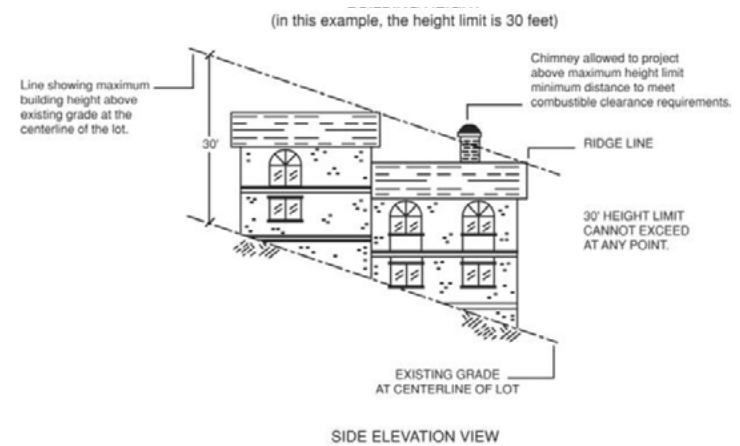 (in this example, the height limit is 30 feet)
Chimney allowed to project
above maximum height limit
minimum distance to meet
combustible clearance requirements.
Line showing maximum
building height above
existing grade at the
centerline of the lot.
30'
RIDGE LINE
30' HEIGHT LIMIT
CANNOT EXCEED
AT ANY POINT.
EXISTING GRADE
AT CENTERLINE OF LOT
SIDE ELEVATION VIEW